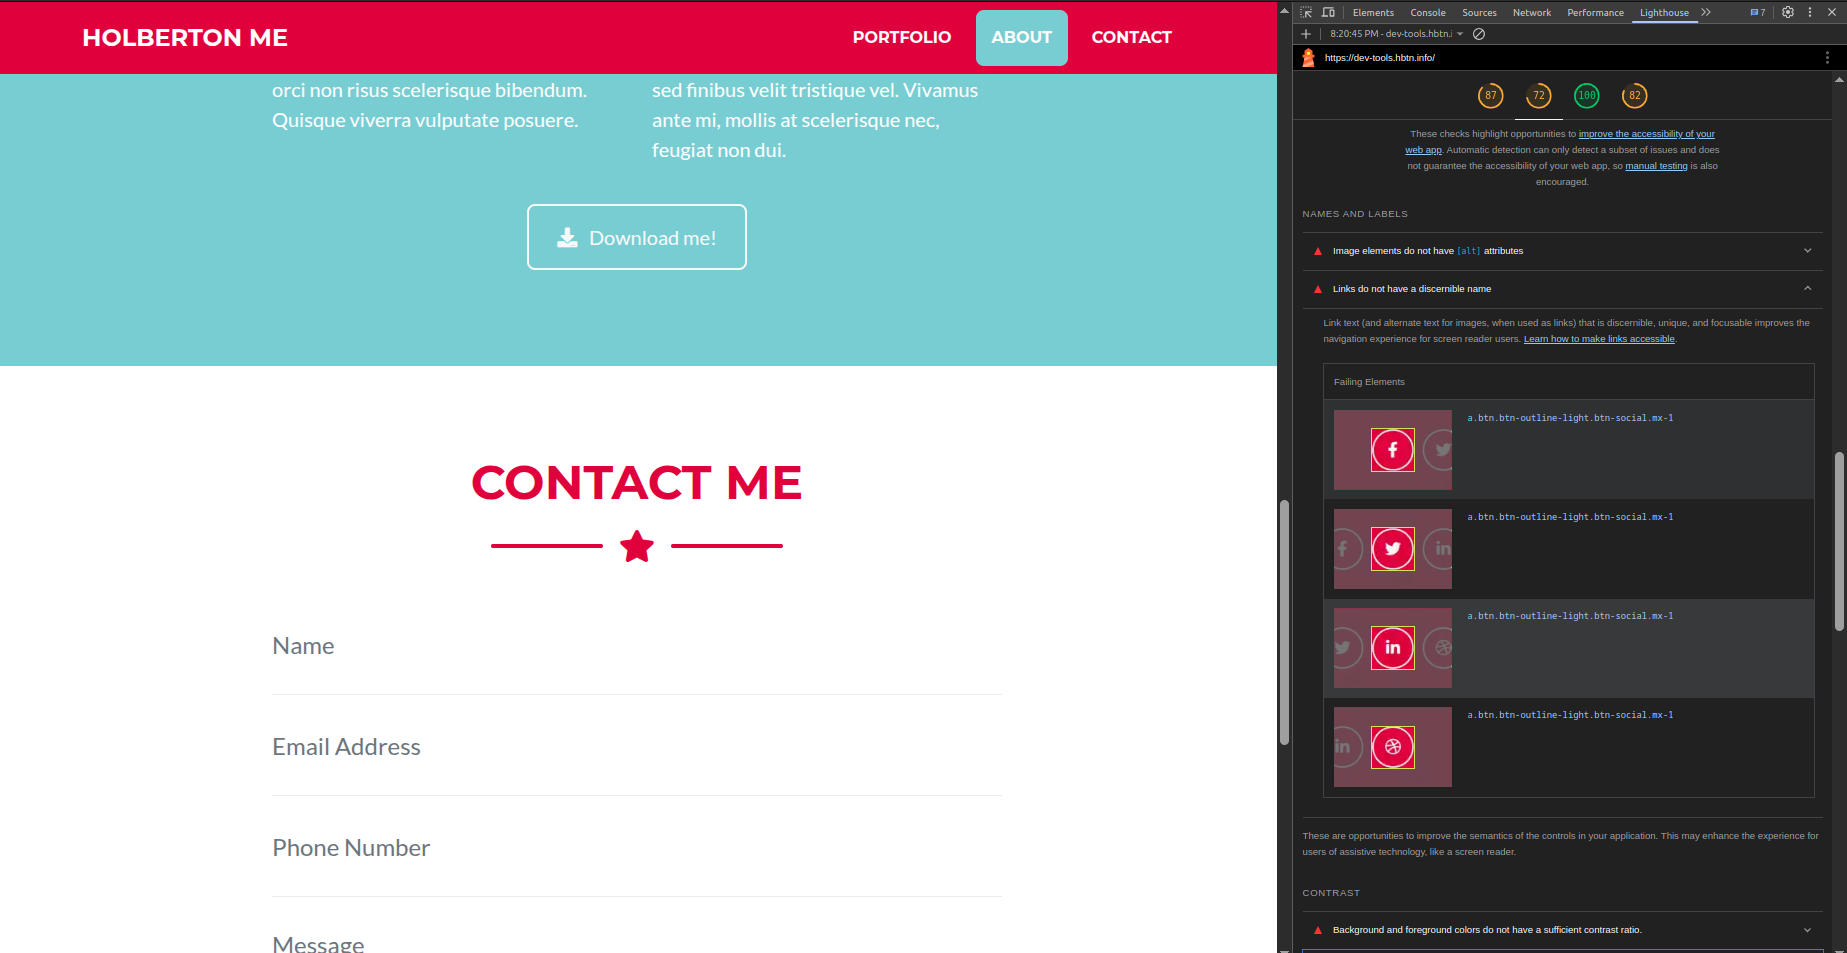 HOLBERTON ME
PORTFOLIO
ABOUT
CONTACT
orci non risus scelerisque bibendum.
Quisque viverra vulputate posuere.
sed finibus velit tristique vel. Vivamus
ante mi, mollis at scelerisque nec,
feugiat non dui.
Download me!
CONTACT ME
Name
Email Address
Phone Number
Message
Elements
Console
Sources
Network
Performance
Lighthouse
7
8:20:45 PM - dev-tools.hbtn.i
https://dev-tools.hbtn.info/
87
72
100
82
These checks highlight opportunities to improve the accessibility of your
web app. Automatic detection can only detect a subset of issues and does
not guarantee the accessibility of your web app, so manual testing is also
encouraged.
NAMES AND LABELS
Image elements do not have [alt] attributes
Links do not have a discernible name
Link text (and alternate text for images, when used as links) that is discernible, unique, and focusable improves the
navigation experience for screen reader users. Learn how to make links accessible.
Failing Elements
a.btn.btn-outline-light.btn-social.mx-1
a.btn.btn-outline-light.btn-social.mx-1
a.btn.btn-outline-light.btn-social.mx-1
a.btn.btn-outline-light.btn-social.mx-1
These are opportunities to improve the semantics of the controls in your application. This may enhance the experience for
users of assistive technology, like a screen reader.
CONTRAST
Background and foreground colors do not have a sufficient contrast ratio.